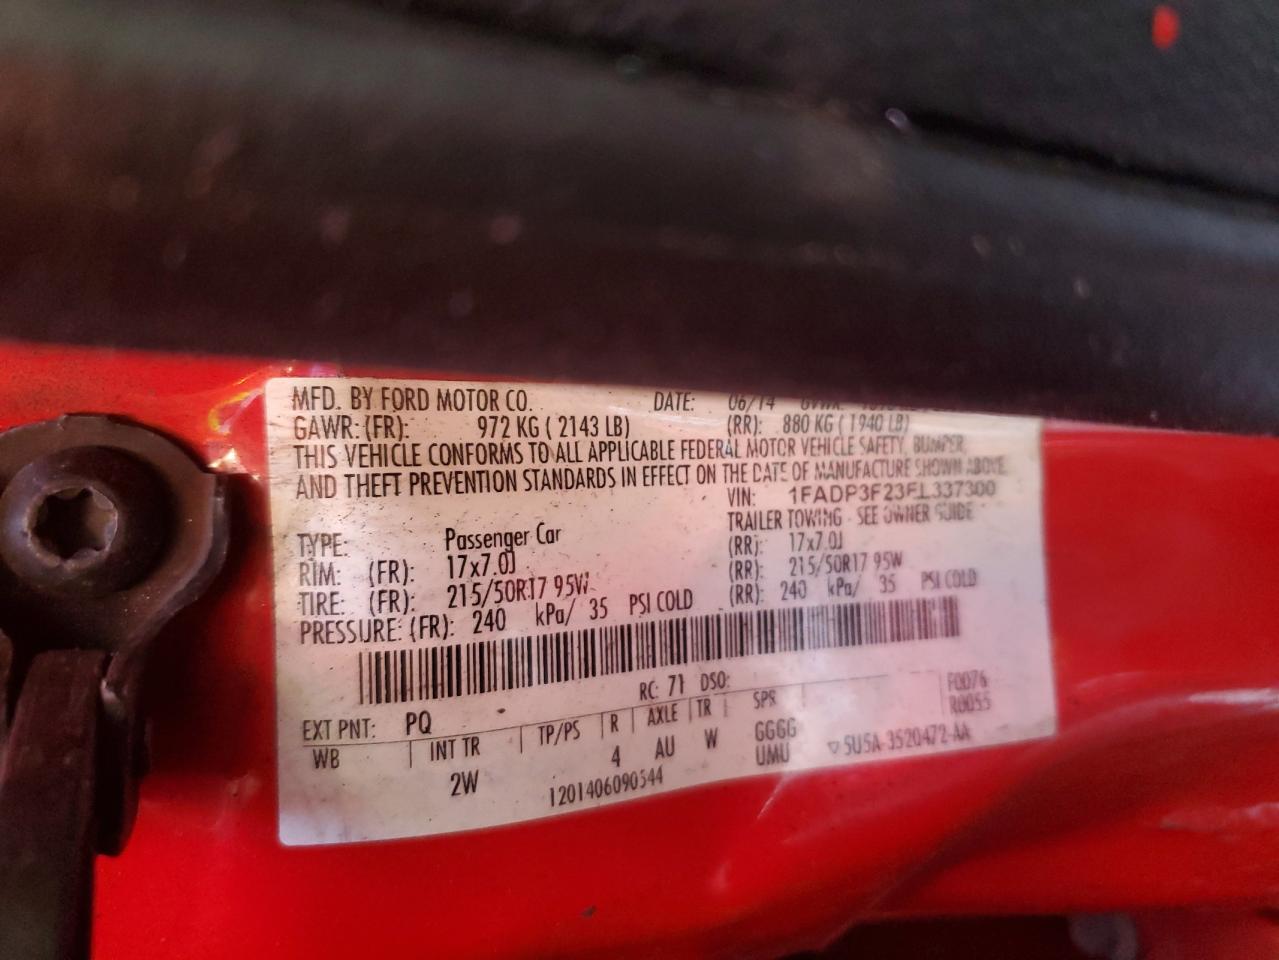 MFD. BY FORD MOTOR CO. DATE: 06/14
GAWR: (FR): 972 KG ( 2143 LB) (RR): 880 KG ( 1940 LB)
THIS VEHICLE CONFORMS TO ALL APPLICABLE FEDERAL MOTOR VEHICLE SAFETY, BUMPER,
AND THEFT PREVENTION STANDARDS IN EFFECT ON THE DATE OF MANUFACTURE SHOWN ABOVE.
VIN: 1FADP3F23FL337300
TRAILER TOWING - SEE OWNER GUIDE
TYPE: Passenger Car
RIM: (FR): 17x7.0J (RR): 17x7.0J
TIRE: (FR): 215/50R17 95W (RR): 215/50R17 95W
PRESSURE: (FR): 240 kPa/ 35 PSI COLD (RR): 240 kPa/ 35 PSI COLD
RC: 71 DSO: F0076
EXT PNT: PQ R0055
WB INT TR TP/PS R AXLE TR SPR
2W 4 AU W GGGG
UMU
1201406090544 5U5A-3520472-AA